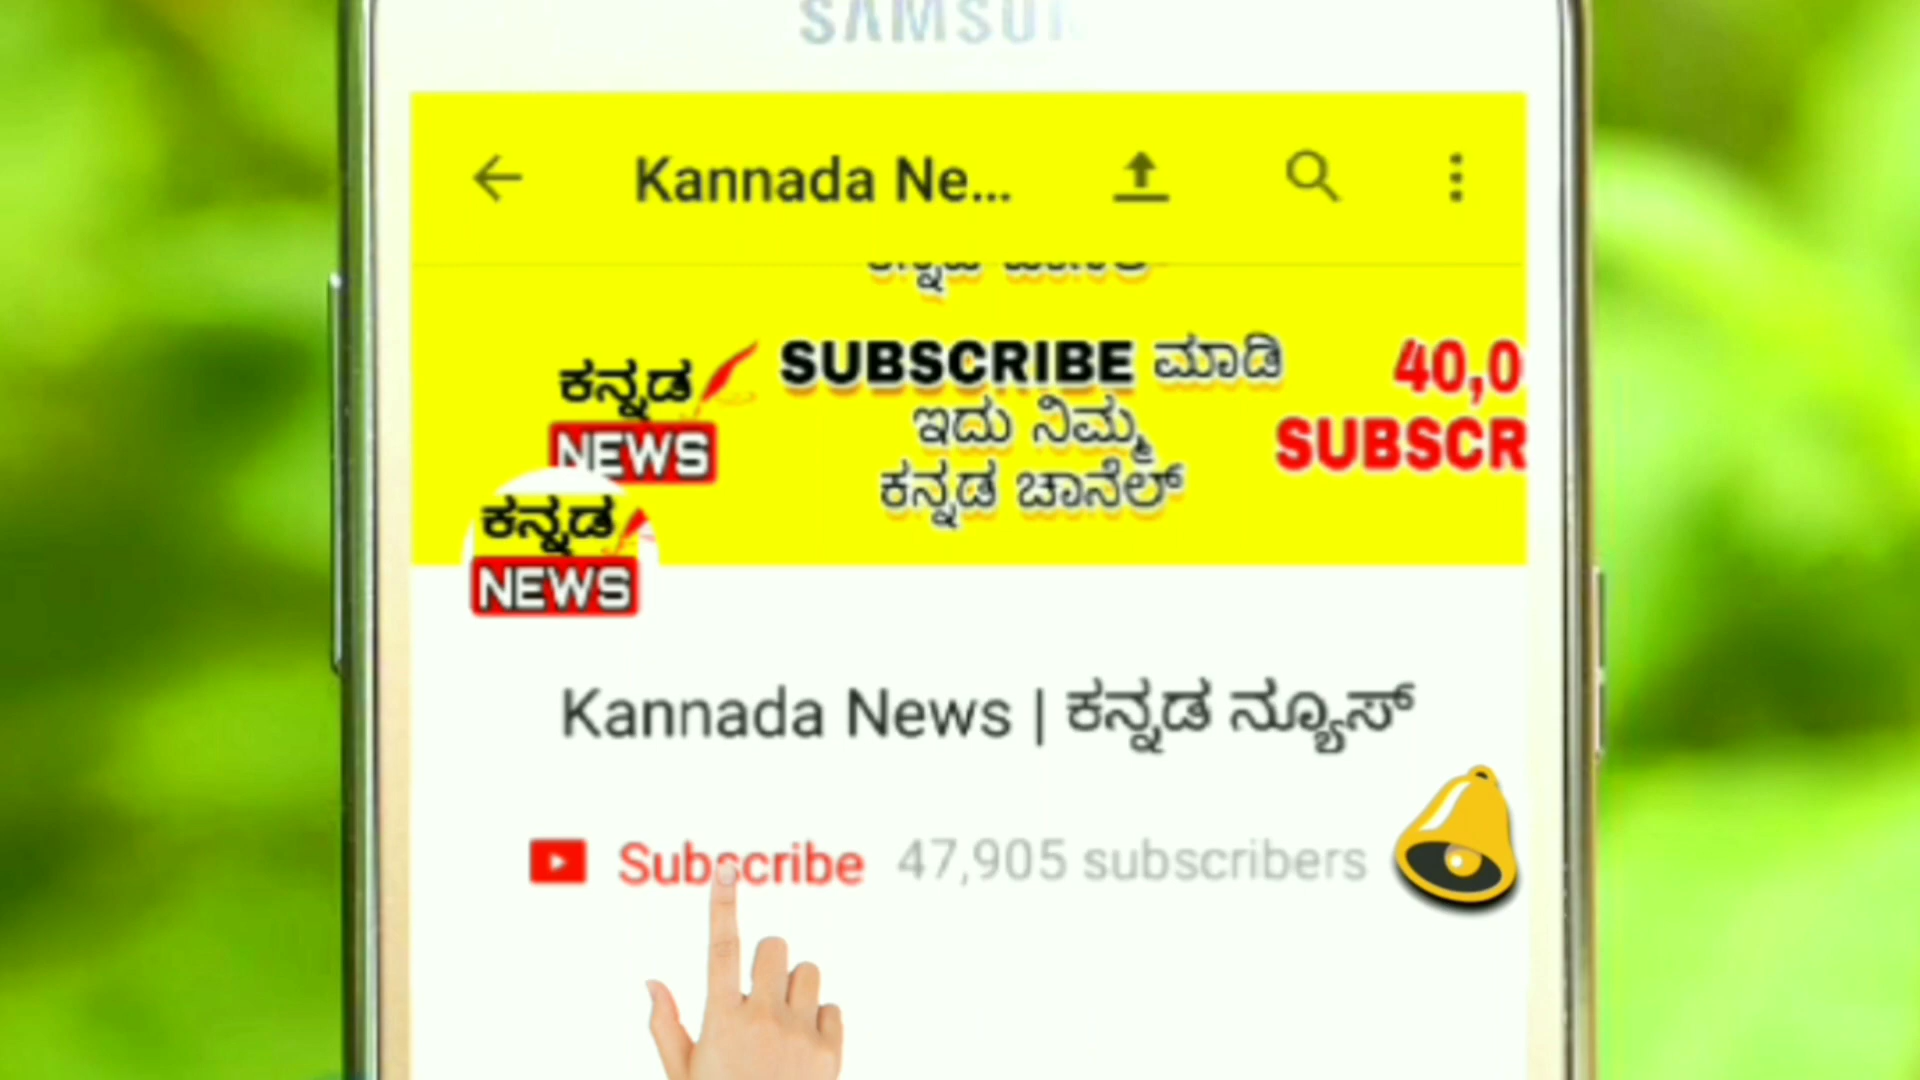 SAMSU
Kannada Ne...
ಕನ್ನಡ
NEWS
SUBSCRIBE ಮಾಡಿ
ಇದು ನಿಮ್ಮ
ಕನ್ನಡ ಚಾನೆಲ್
40,0
SUBSCR
ಕನ್ನಡ
NEWS
Kannada News | ಕನ್ನಡ ನ್ಯೂಸ್
Subscribe 47,905 subscribers